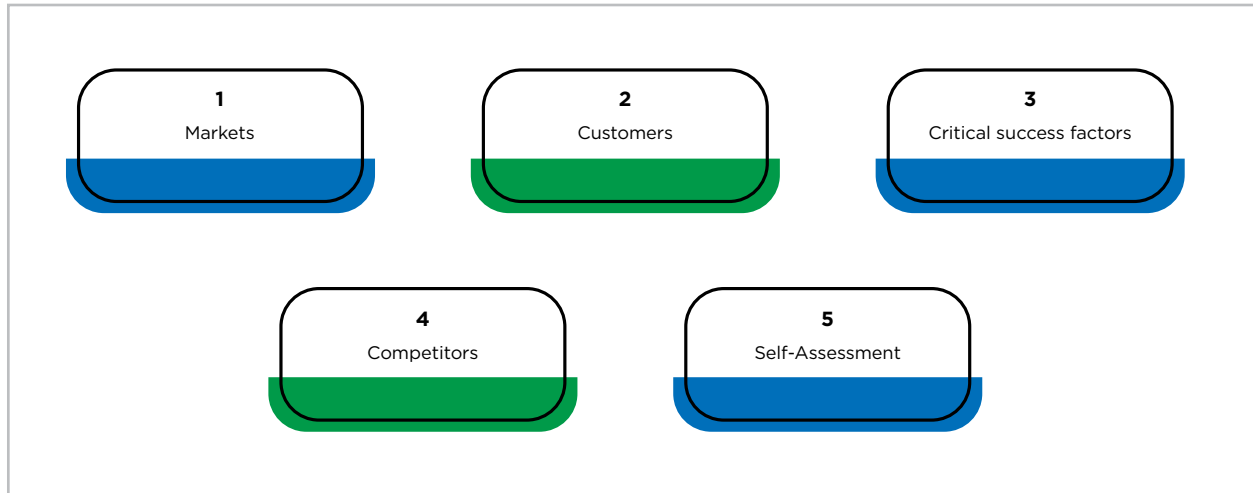 1
Markets
2
Customers
3
Critical success factors
4
Competitors
5
Self-Assessment